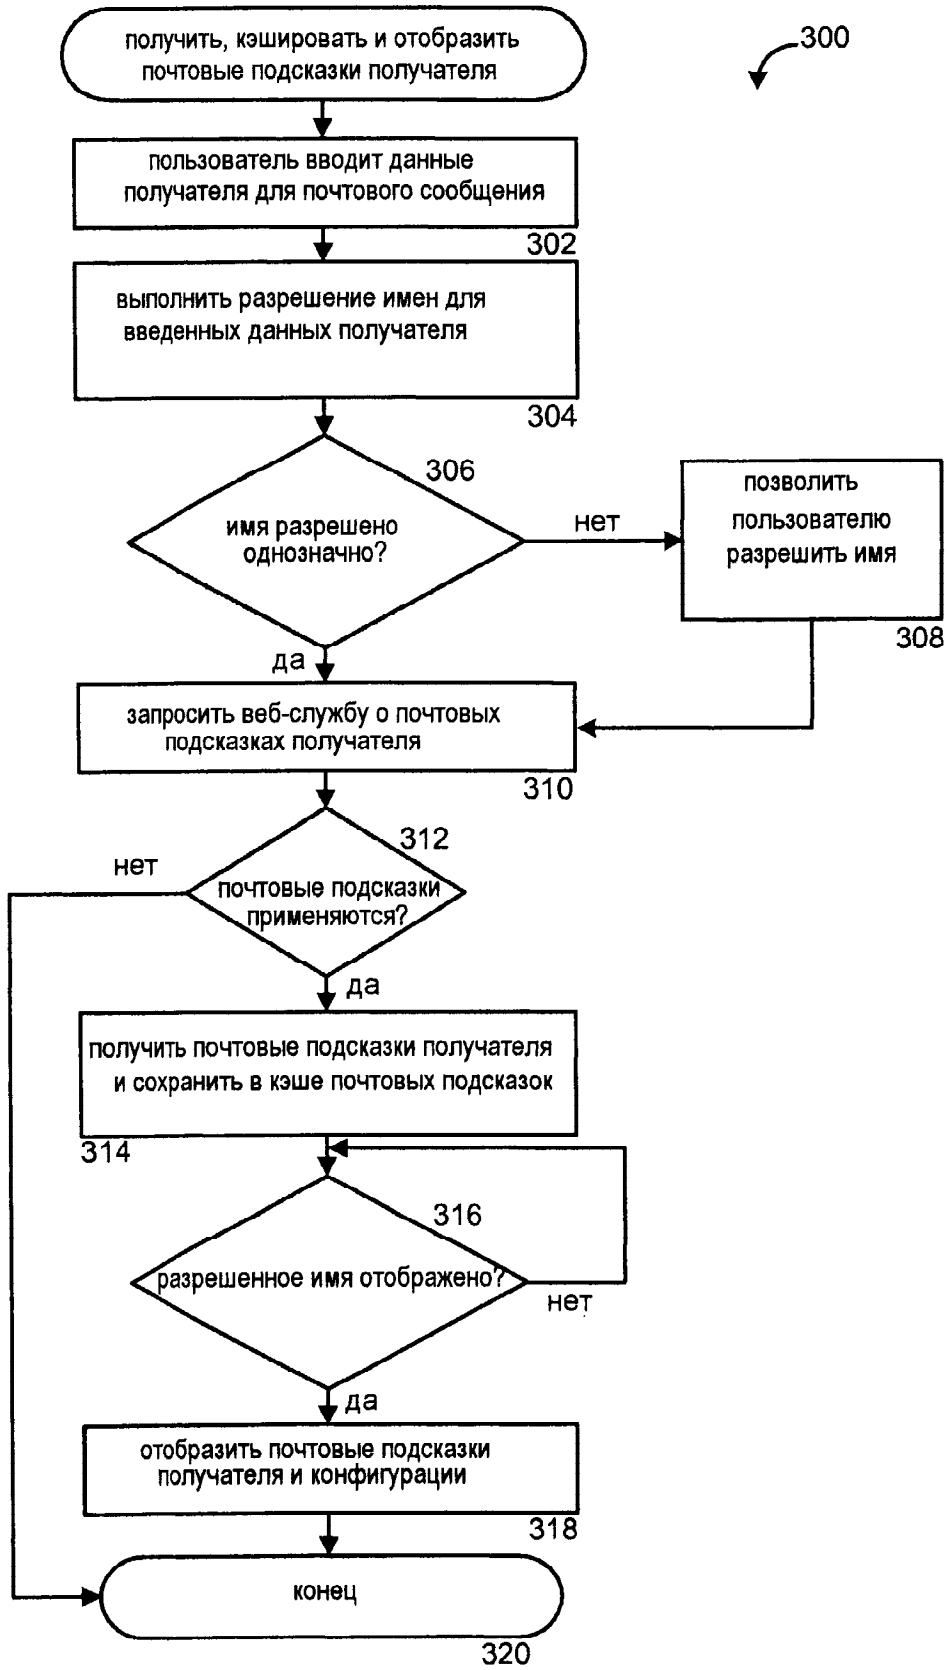 получить, кэшировать и отобразить
почтовые подсказки получателя
300
пользователь вводит данные
получателя для почтового сообщения
302
выполнить разрешение имен для
введенных данных получателя
304
306
имя разрешено
однозначно?
нет
позволить
пользователю
разрешить имя
308
да
запросить веб-службу о почтовых
подсказках получателя
310
312
нет
почтовые подсказки
применяются?
да
получить почтовые подсказки получателя
и сохранить в кэше почтовых подсказок
314
316
разрешенное имя отображено?
нет
да
отобразить почтовые подсказки
получателя и конфигурации
318
конец
320